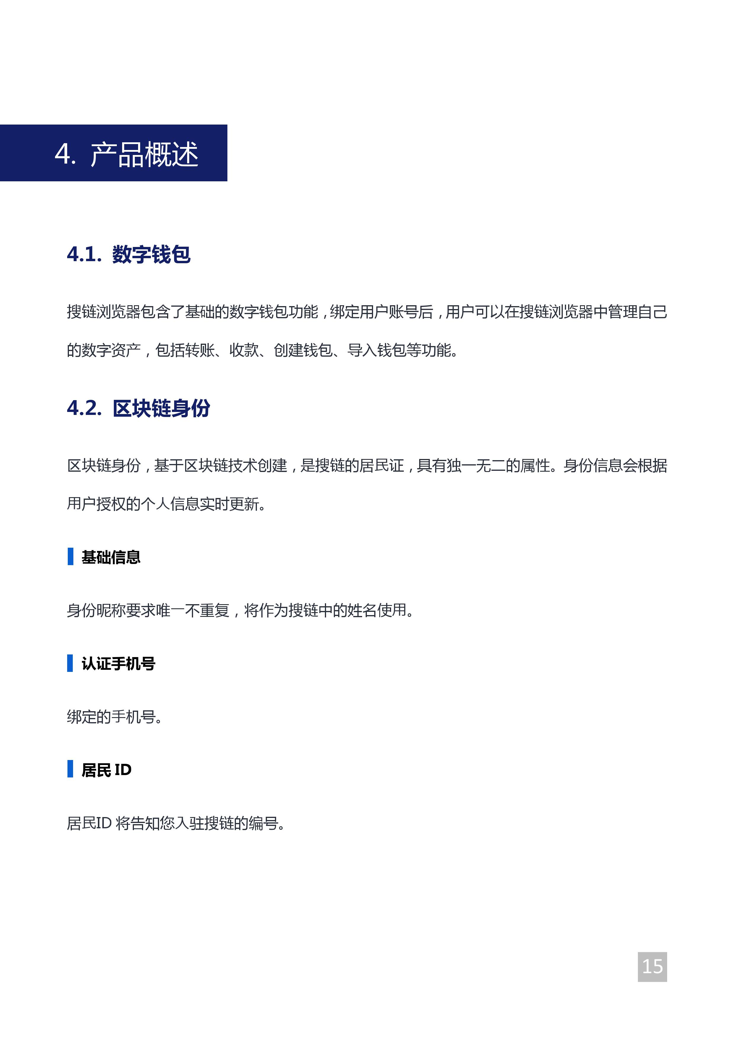 4. 产品概述
4.1. 数字钱包
搜链浏览器包含了基础的数字钱包功能，绑定用户账号后，用户可以在搜链浏览器中管理自己
的数字资产，包括转账、收款、创建钱包、导入钱包等功能。
4.2. 区块链身份
区块链身份，基于区块链技术创建，是搜链的居民证，具有独一无二的属性。身份信息会根据
用户授权的个人信息实时更新。
基础信息
身份昵称要求唯一不重复，将作为搜链中的姓名使用。
认证手机号
绑定的手机号。
居民 ID
居民ID 将告知您入驻搜链的编号。
15